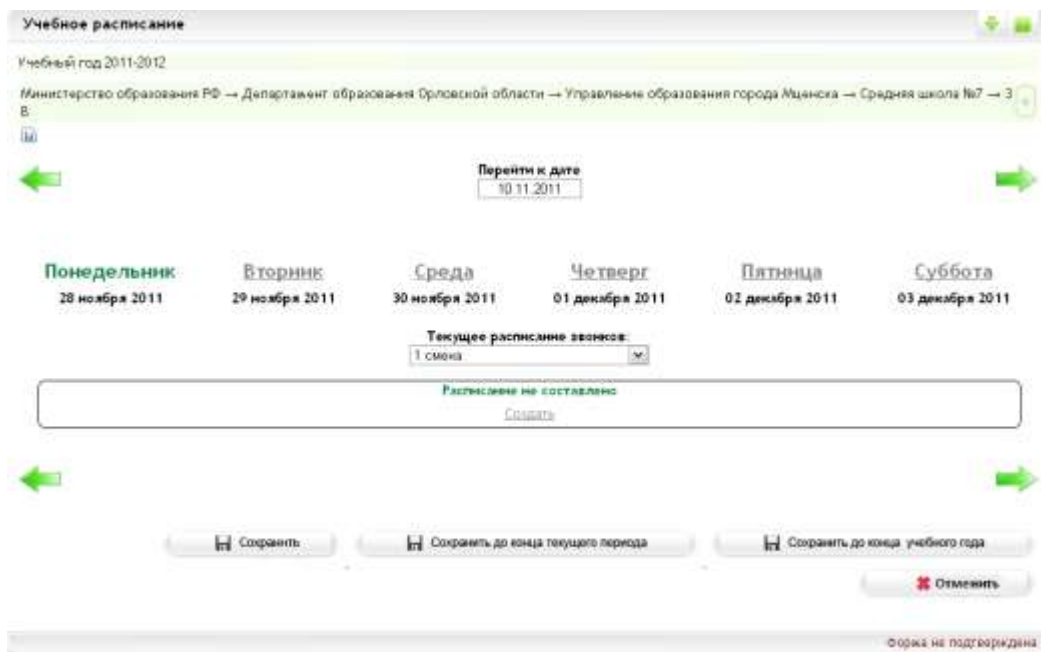 Учебное расписание
Учебный год 2011-2012
Министерство образования РФ → Департамент образования Орловской области → Управление образования города Мценска → Средняя школа №7 → 3
В
Перейти к дате
10.11.2011
Понедельник Вторник Среда Четверг Пятница Суббота
28 ноября 2011 29 ноября 2011 30 ноября 2011 01 декабря 2011 02 декабря 2011 03 декабря 2011
Текущее расписание звонков:
1 смена
Расписание не составлено
Создать
Сохранить Сохранить до конца текущего периода Сохранить до конца учебного года
Отменить
Форма не подтверждена